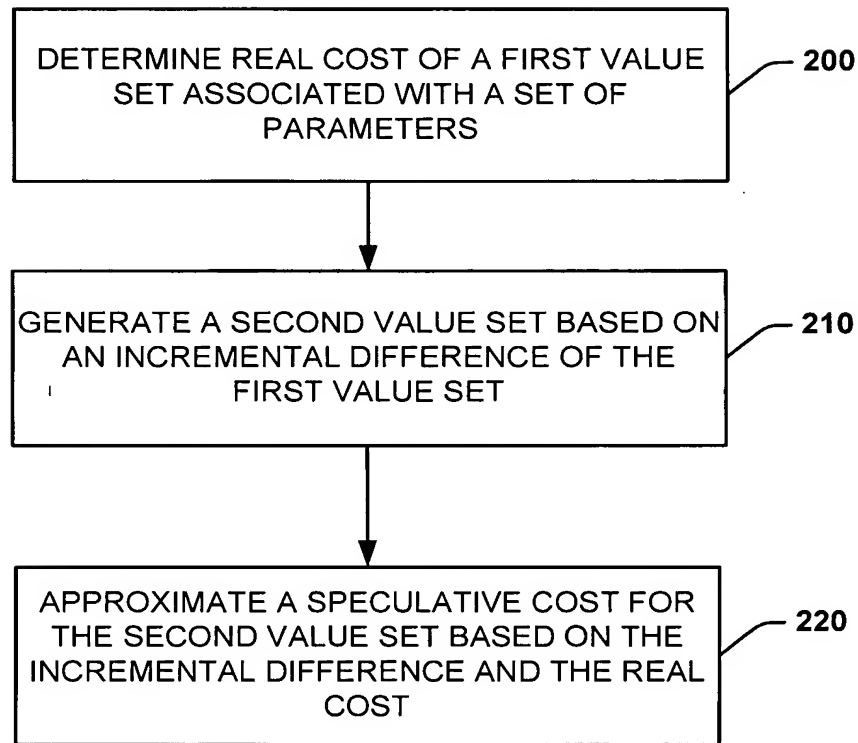 DETERMINE REAL COST OF A FIRST VALUE
SET ASSOCIATED WITH A SET OF
PARAMETERS
200
GENERATE A SECOND VALUE SET BASED ON
AN INCREMENTAL DIFFERENCE OF THE
FIRST VALUE SET
210
APPROXIMATE A SPECULATIVE COST FOR
THE SECOND VALUE SET BASED ON THE
INCREMENTAL DIFFERENCE AND THE REAL
COST
220